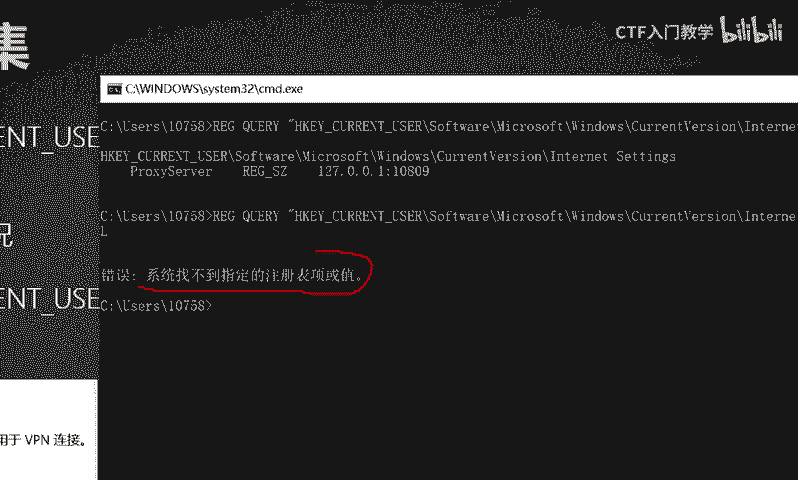 集
CTF入门教学 bilibili
C:\WINDOWS\system32\cmd.exe
ENT_USE
C:\Users\10758>REG QUERY "HKEY_CURRENT_USER\Software\Microsoft\Windows\CurrentVersion\Internet
HKEY_CURRENT_USER\Software\Microsoft\Windows\CurrentVersion\Internet Settings
ProxyServer REG_SZ 127.0.0.1:10809
C:\Users\10758>REG QUERY "HKEY_CURRENT_USER\Software\Microsoft\Windows\CurrentVersion\Interne
L
况
错误: 系统找不到指定的注册表项或值。
ENT_USE
C:\Users\10758>
用于 VPN 连接。